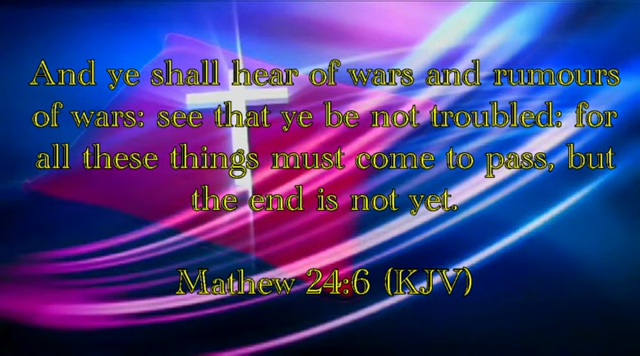 And ye shall hear of wars and rumours
of wars: see that ye be not troubled: for
all these things must come to pass, but
the end is not yet.
Mathew 24:6 (KJV)